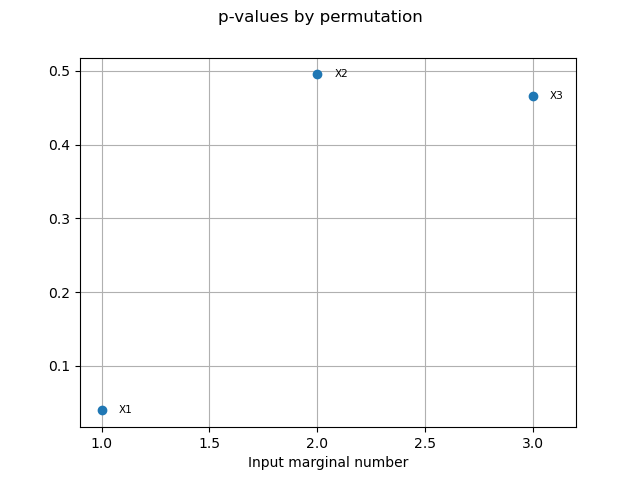 p-values by permutation
0.5
0.4
0.3
0.2
0.1
X1
X2
X3
1.0 1.5 2.0 2.5 3.0
Input marginal number